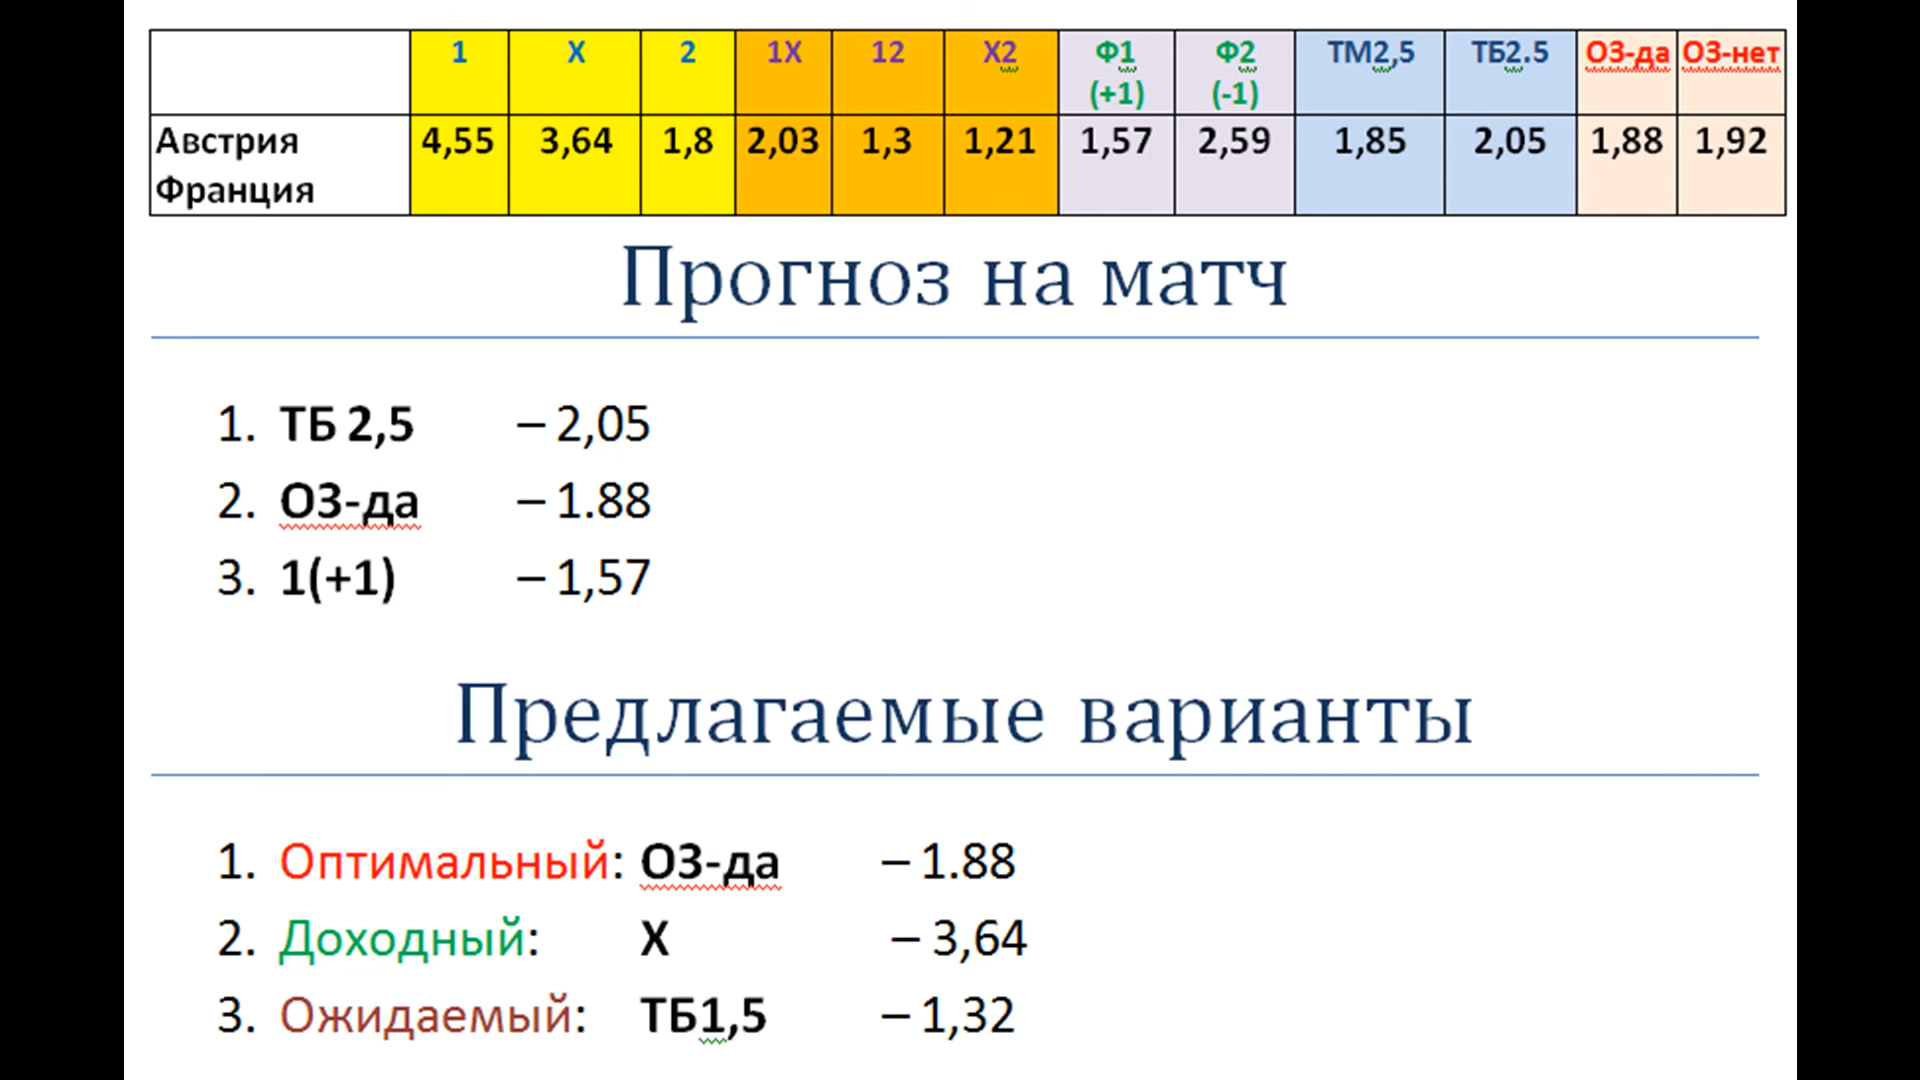 1 X 2 1X 12 X2 Ф1 Ф2 ТМ2,5 ТБ2.5 ОЗ-да ОЗ-нет
(+1) (-1)
Австрия 4,55 3,64 1,8 2,03 1,3 1,21 1,57 2,59 1,85 2,05 1,88 1,92
Франция
Прогноз на матч
1. ТБ 2,5 – 2,05
2. ОЗ-да – 1.88
3. 1(+1) – 1,57
Предлагаемые варианты
1. Оптимальный: ОЗ-да – 1.88
2. Доходный: X – 3,64
3. Ожидаемый: ТБ1,5 – 1,32